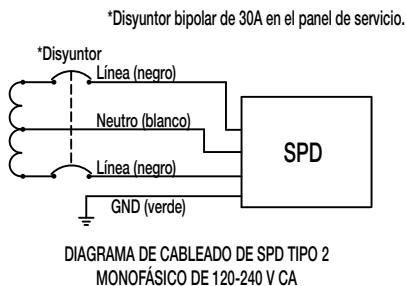 *Disyuntor bipolar de 30A en el panel de servicio.
*Disyuntor
Línea (negro)
Neutro (blanco)
SPD
Línea (negro)
GND (verde)
DIAGRAMA DE CABLEADO DE SPD TIPO 2
MONOFÁSICO DE 120-240 V CA